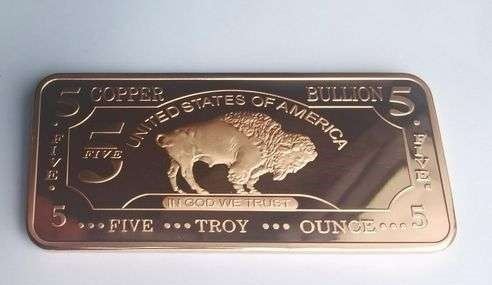 5 COPPER BULLION 5
UNITED STATES OF AMERICA
5
FIVE
· FIVE ·
· FIVE ·
IN GOD WE TRUST
5 ••• FIVE ••• TROY ••• OUNCE ••• 5